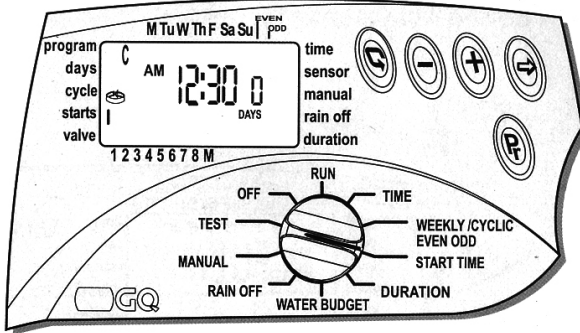 M Tu W Th F Sa Su EVEN
ODD
program
days
cycle
starts
valve
C
AM 12:30 0
DAYS
time
sensor
manual
rain off
duration
1 2 3 4 5 6 7 8 M
Pr
RUN
OFF
TIME
TEST
WEEKLY /CYCLIC
EVEN ODD
MANUAL
START TIME
RAIN OFF
DURATION
WATER BUDGET
GQ